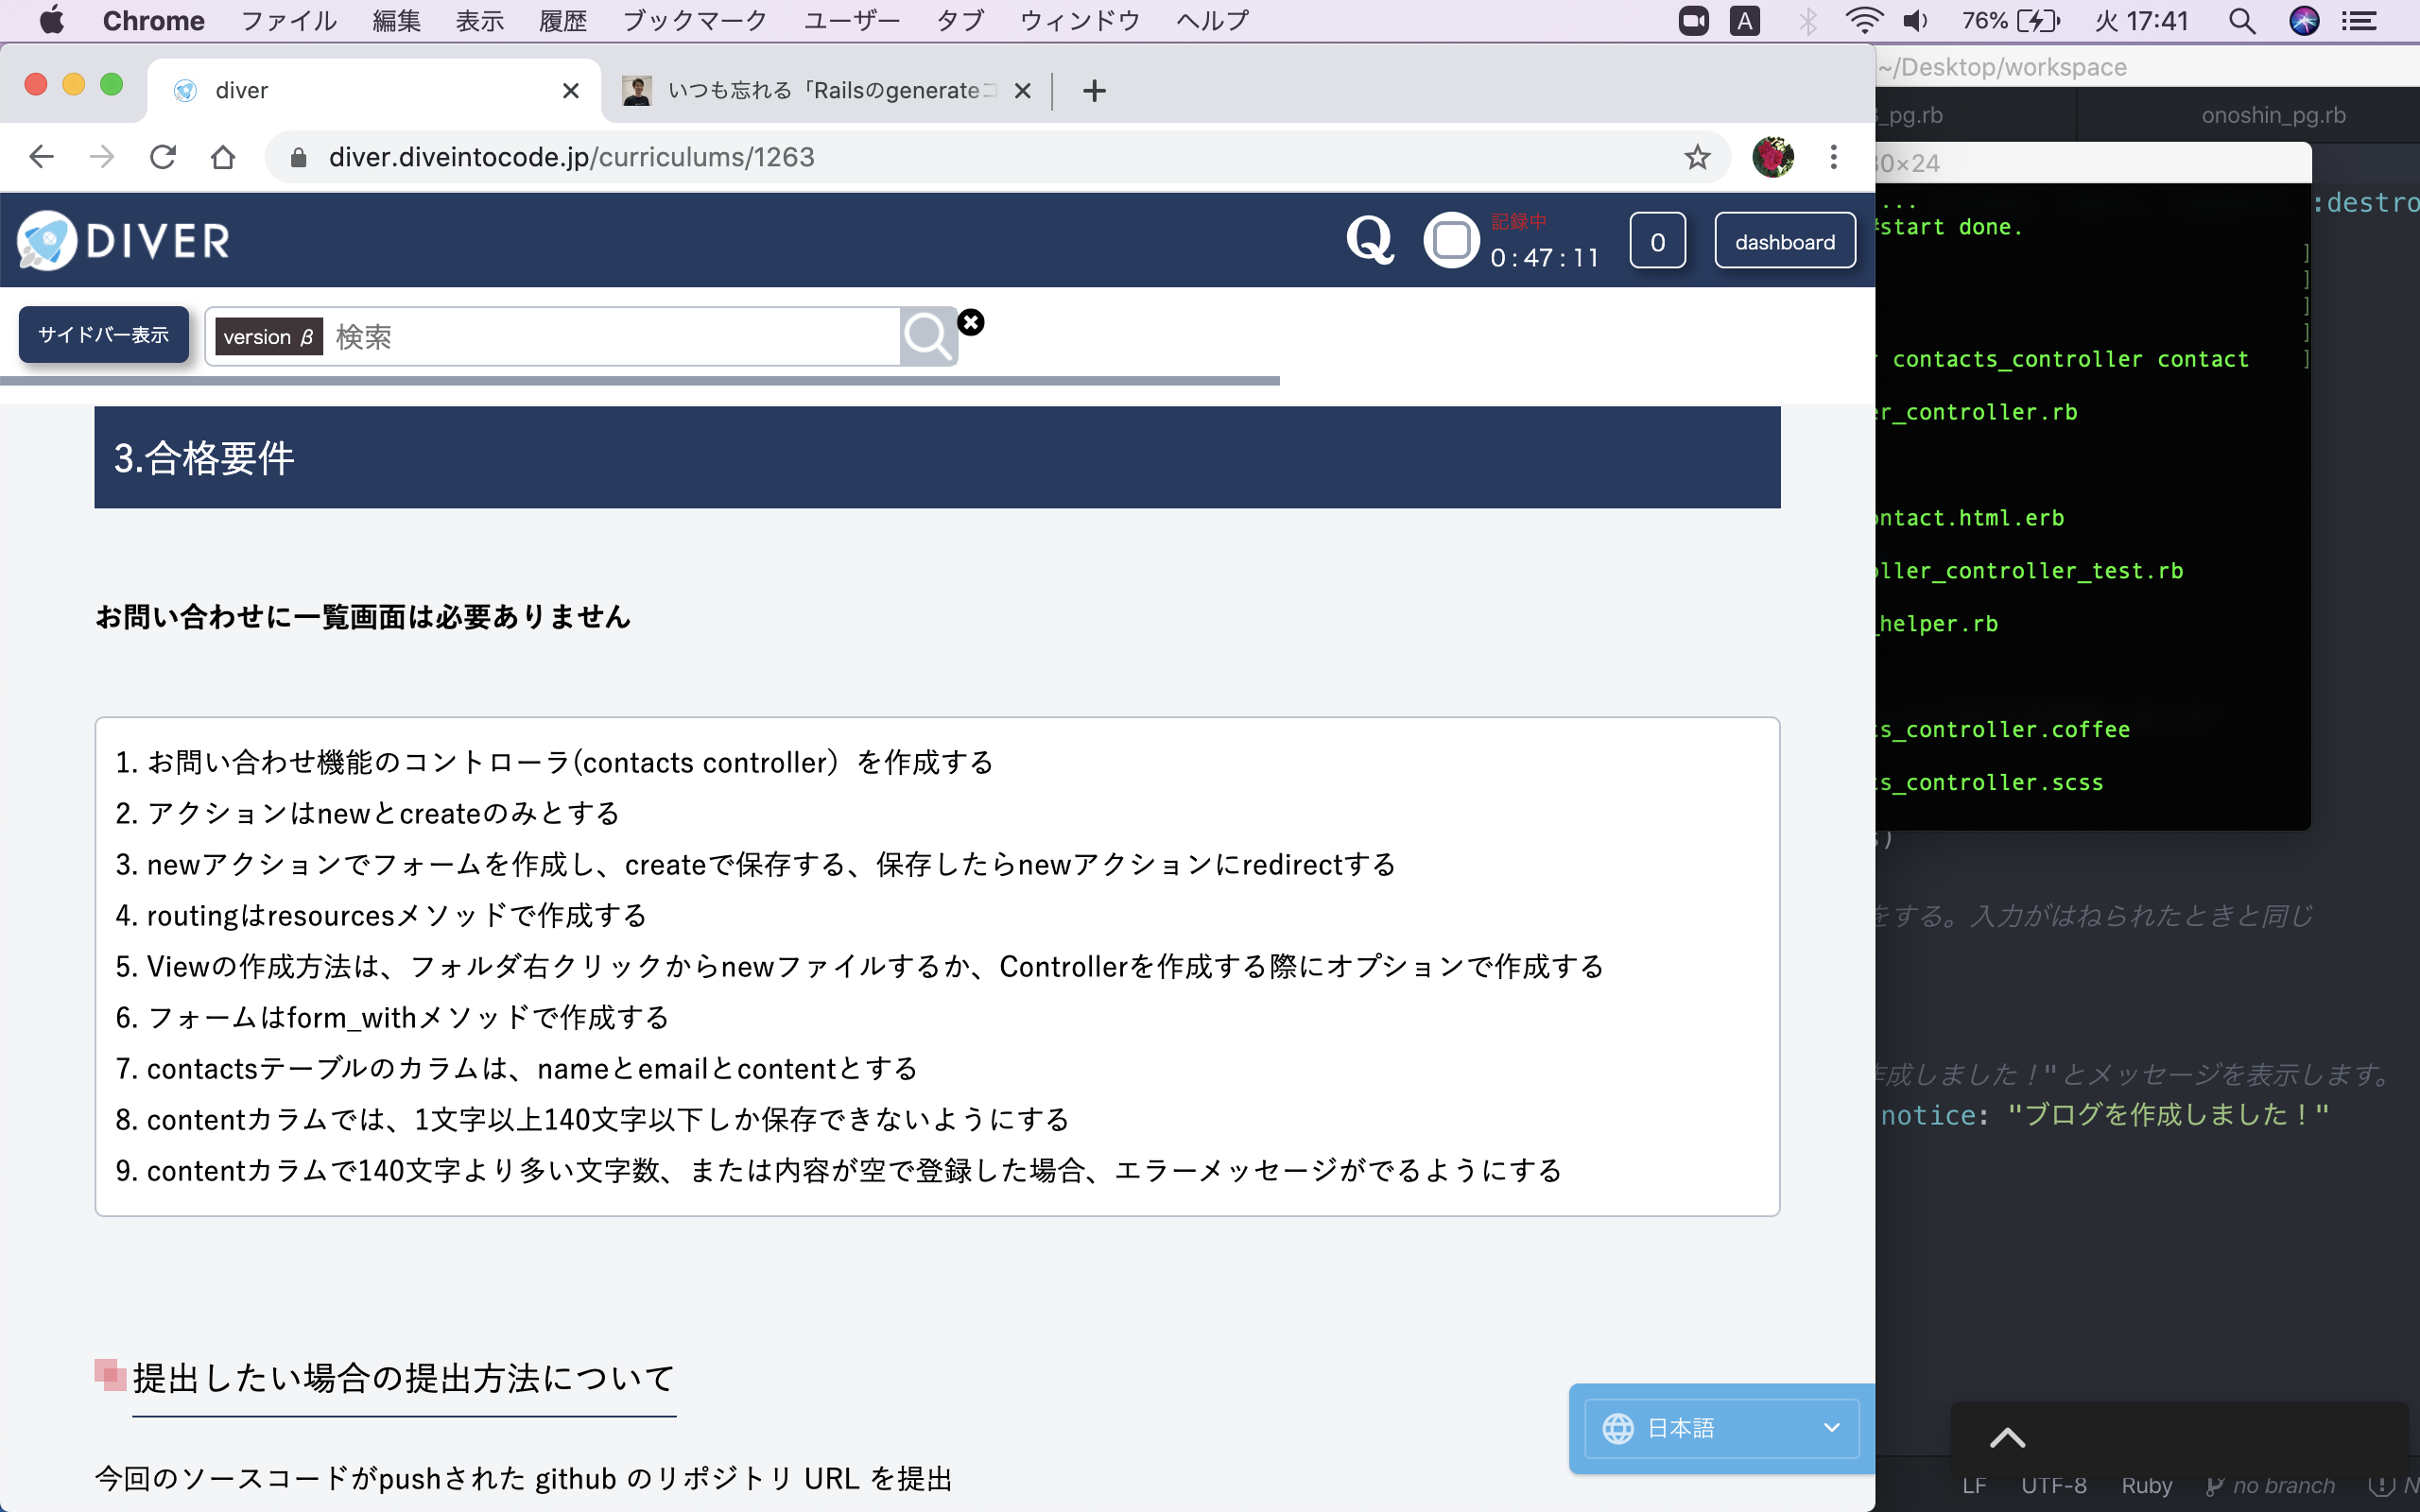 Chrome ファイル 編集 表示 履歴 ブックマーク ユーザー タブ ウィンドウ ヘルプ A 76% 火 17:41
diver
いつも忘れる「Railsのgenerate
~/Desktop/workspace
_pg.rb
onoshin_pg.rb
diver.diveintocode.jp/curriculums/1263
DIVER
Q
記録中
0:47:11
0
dashboard
サイドバー表示
version β
検索
3.合格要件
お問い合わせに一覧画面は必要ありません
1. お問い合わせ機能のコントローラ(contacts controller）を作成する
2. アクションはnewとcreateのみとする
3. newアクションでフォームを作成し、createで保存する、保存したらnewアクションにredirectする
4. routingはresourcesメソッドで作成する
5. Viewの作成方法は、フォルダ右クリックからnewファイルするか、Controllerを作成する際にオプションで作成する
6. フォームはform_withメソッドで作成する
7. contactsテーブルのカラムは、nameとemailとcontentとする
8. contentカラムでは、1文字以上140文字以下しか保存できないようにする
9. contentカラムで140文字より多い文字数、または内容が空で登録した場合、エラーメッセージがでるようにする
提出したい場合の提出方法について
今回のソースコードがpushされた github のリポジトリ URL を提出
日本語
0×24
:destro
...
start done.
]
]
]
]
contacts_controller contact ]
r_controller.rb
ntact.html.erb
ller_controller_test.rb
_helper.rb
s_controller.coffee
s_controller.scss
)
をする。入力がはねられたときと同じ
成しました！"とメッセージを表示します。
notice: "ブログを作成しました！"
LF UTF-8 Ruby no branch